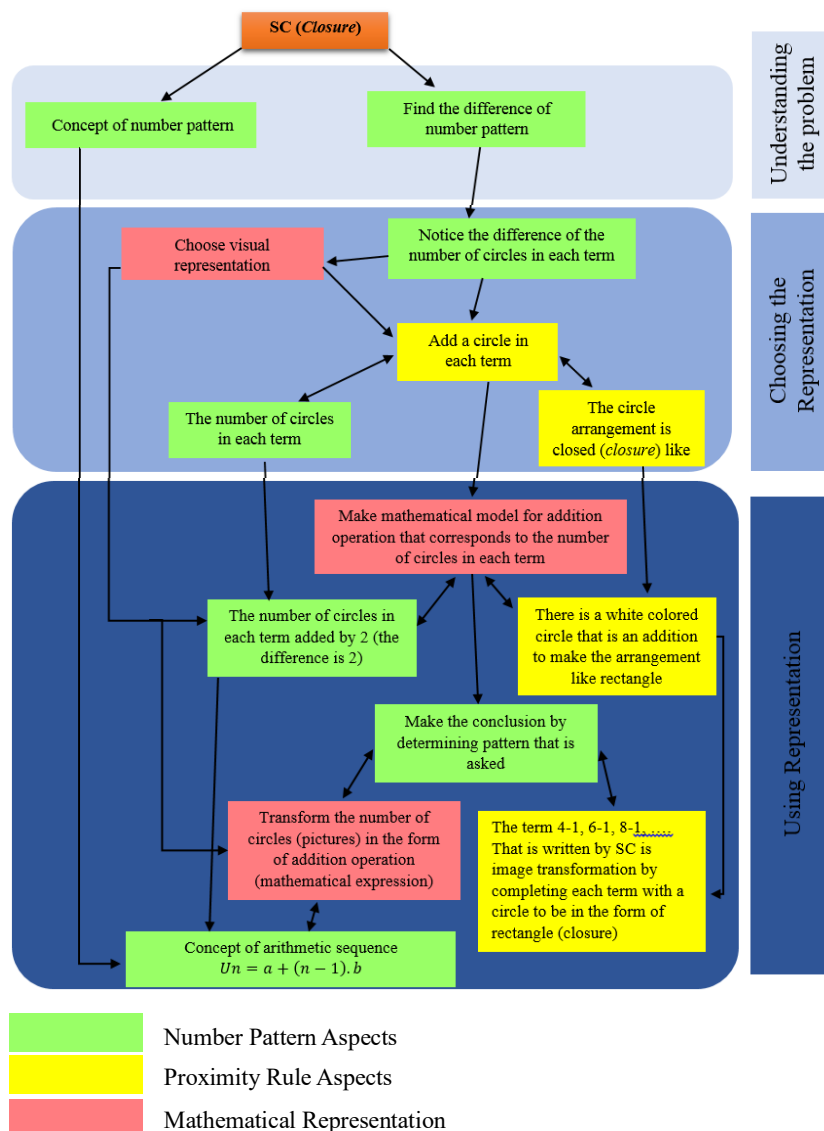 SC (Closure)
Concept of number pattern
Find the difference of
number pattern
Understanding
the problem
Choose visual
representation
Notice the difference of the
number of circles in each term
Add a circle in
each term
The number of circles
in each term
The circle
arrangement is
closed (closure) like
Choosing the
Representation
Make mathematical model for addition
operation that corresponds to the number
of circles in each term
The number of circles in
each term added by 2 (the
difference is 2)
There is a white colored
circle that is an addition
to make the arrangement
like rectangle
Make the conclusion by
determining pattern that is
asked
Transform the number of
circles (pictures) in the form
of addition operation
(mathematical expression)
The term 4-1, 6-1, 8-1, ....
That is written by SC is
image transformation by
completing each term with a
circle to be in the form of
rectangle (closure)
Concept of arithmetic sequence
Un = a + (n − 1). b
Using Representation
Number Pattern Aspects
Proximity Rule Aspects
Mathematical Representation